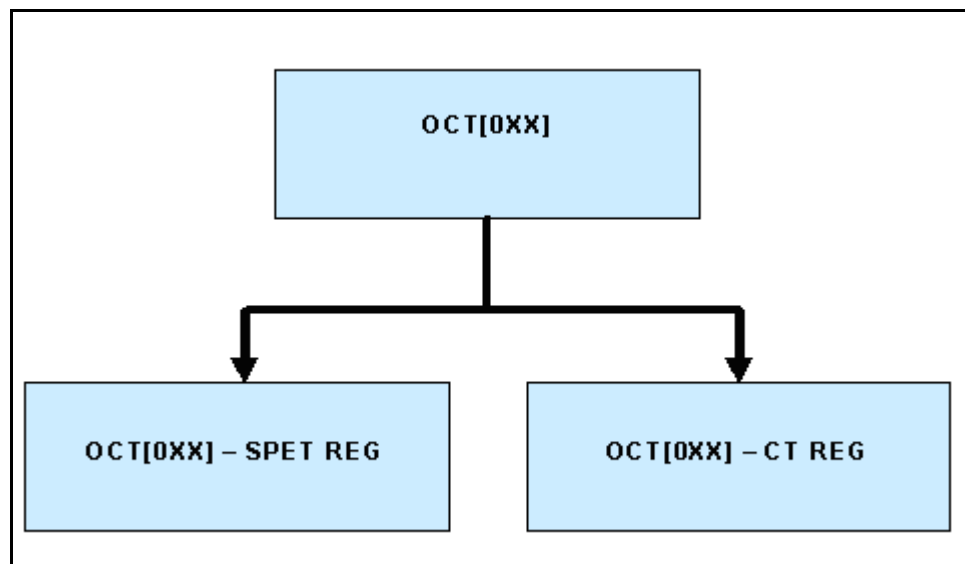 OCT[0XX]
OCT[0XX] – SPET REG
OCT[0XX] – CT REG